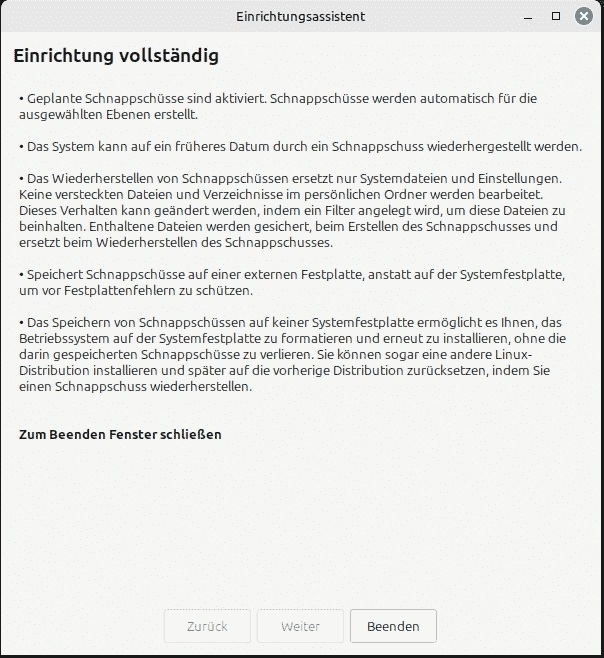 Einrichtungsassistent
Einrichtung vollständig
• Geplante Schnappschüsse sind aktiviert. Schnappschüsse werden automatisch für die
ausgewählten Ebenen erstellt.
• Das System kann auf ein früheres Datum durch ein Schnappschuss wiederhergestellt werden.
• Das Wiederherstellen von Schnappschüssen ersetzt nur Systemdateien und Einstellungen.
Keine versteckten Dateien und Verzeichnisse im persönlichen Ordner werden bearbeitet.
Dieses Verhalten kann geändert werden, indem ein Filter angelegt wird, um diese Dateien zu
beinhalten. Enthaltene Dateien werden gesichert, beim Erstellen des Schnappschusses und
ersetzt beim Wiederherstellen des Schnappschusses.
• Speichert Schnappschüsse auf einer externen Festplatte, anstatt auf der Systemfestplatte,
um vor Festplattenfehlern zu schützen.
• Das Speichern von Schnappschüssen auf keiner Systemfestplatte ermöglicht es Ihnen, das
Betriebssystem auf der Systemfestplatte zu formatieren und erneut zu installieren, ohne die
darin gespeicherten Schnappschüsse zu verlieren. Sie können sogar eine andere Linux-
Distribution installieren und später auf die vorherige Distribution zurücksetzen, indem Sie
einen Schnappschuss wiederherstellen.
Zum Beenden Fenster schließen
Zurück
Weiter
Beenden